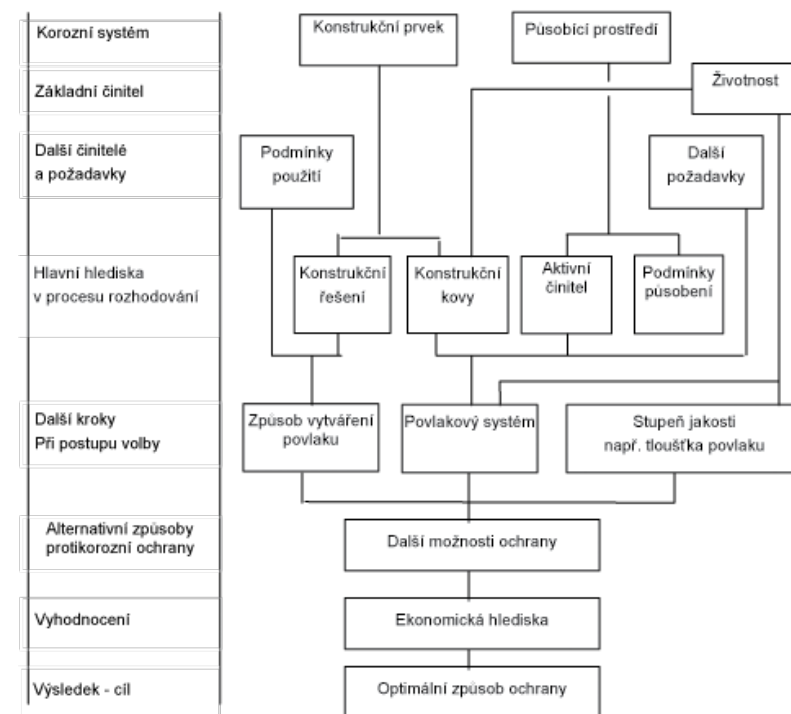 Korozní systém
Konstrukční prvek
Působící prostředí
Základní činitel
Životnost
Další činitelé
a požadavky
Podmínky
použití
Další
požadavky
Hlavní hlediska
v procesu rozhodování
Konstrukční
řešení
Konstrukční
kovy
Aktivní
činitel
Podmínky
působení
Další kroky
Při postupu volby
Způsob vytváření
povlaku
Povlakový systém
Stupeň jakosti
např. tloušťka povlaku
Alternativní způsoby
protikorozní ochrany
Další možnosti ochrany
Vyhodnocení
Ekonomická hlediska
Výsledek - cíl
Optimální způsob ochrany